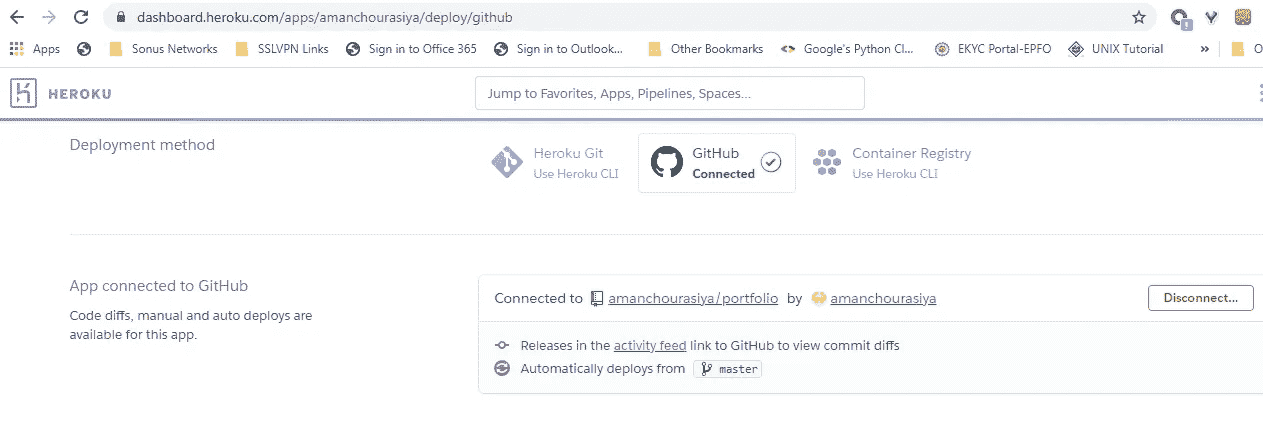 dashboard.heroku.com/apps/amanchourasiya/deploy/github
Apps Sonus Networks SSLVPN Links Sign in to Office 365 Sign in to Outlook... Other Bookmarks Google's Python Cl... EKYC Portal-EPFO UNIX Tutorial » O
HEROKU Jump to Favorites, Apps, Pipelines, Spaces...
Deployment method
Heroku Git
Use Heroku CLI
GitHub
Connected
Container Registry
Use Heroku CLI
App connected to GitHub
Code diffs, manual and auto deploys are
available for this app.
Connected to amanchourasiya/portfolio by amanchourasiya Disconnect...
Releases in the activity feed link to GitHub to view commit diffs
Automatically deploys from master